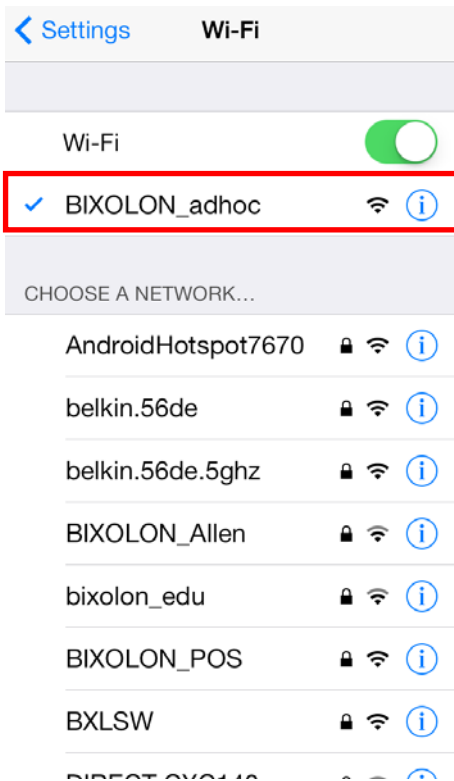 Settings Wi-Fi
Wi-Fi
BIXOLON_adhoc
CHOOSE A NETWORK...
AndroidHotspot7670
belkin.56de
belkin.56de.5ghz
BIXOLON_Allen
bixolon_edu
BIXOLON_POS
BXLSW